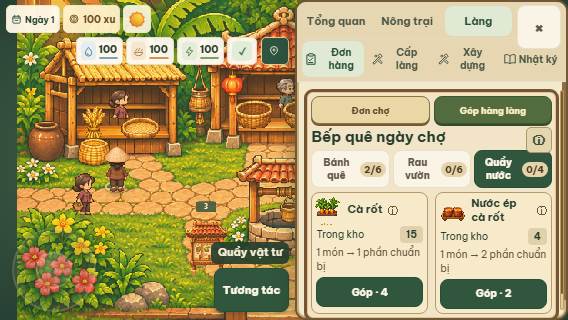 Ngày 1
100 xu
100
100
100
3
Quầy vật tư
Tương tác
Tổng quan
Nông trại
Làng
×
Đơn
hàng
Cấp
làng
Xây
dựng
Nhật ký
Đơn chợ
Góp hàng làng
Bếp quê ngày chợ
Bánh
quê
2/6
Rau
vườn
0/6
Quầy
nước
0/4
Cà rốt
Trong kho
15
1 món → 1 phần chuẩn
bị
Góp · 4
Nước ép
cà rốt
Trong kho
4
1 món → 2 phần chuẩn
bị
Góp · 2